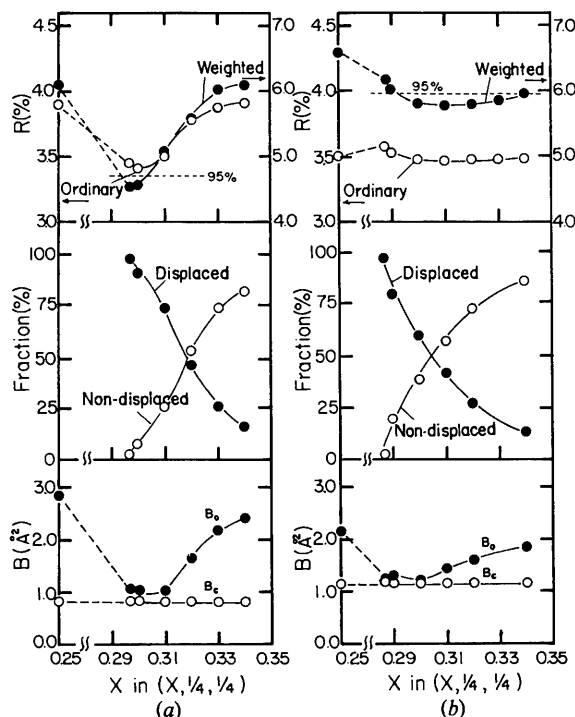 4.5
4.0
3.5
3.0
R(%)
7.0
6.0
5.0
4.0
Weighted
Ordinary
95%
4.5
4.0
3.5
3.0
R(%)
7.0
6.0
5.0
4.0
95%
Weighted
Ordinary
R(%)
100
75
50
25
0
Fraction(%)
Displaced
Non-displaced
100
75
50
25
0
Fraction(%)
Displaced
Non-displaced
3.0
2.0
1.0
0.0
B(Å²)
Bo
Bc
3.0
2.0
1.0
0.0
B(Å²)
Bo
Bc
0.25 0.29 0.31 0.33 0.35
X in (X, 1/4, 1/4)
(a)
0.25 0.29 0.31 0.33 0.35
X in (X, 1/4, 1/4)
(b)